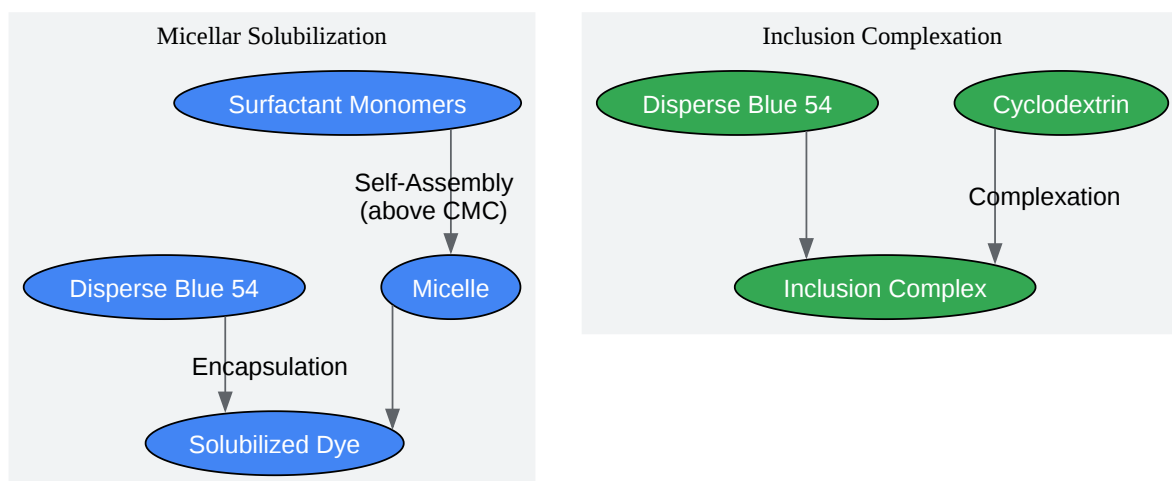 Micellar Solubilization
Surfactant Monomers
Self-Assembly
(above CMC)
Disperse Blue 54
Micelle
Encapsulation
Solubilized Dye
Inclusion Complexation
Disperse Blue 54
Cyclodextrin
Complexation
Inclusion Complex